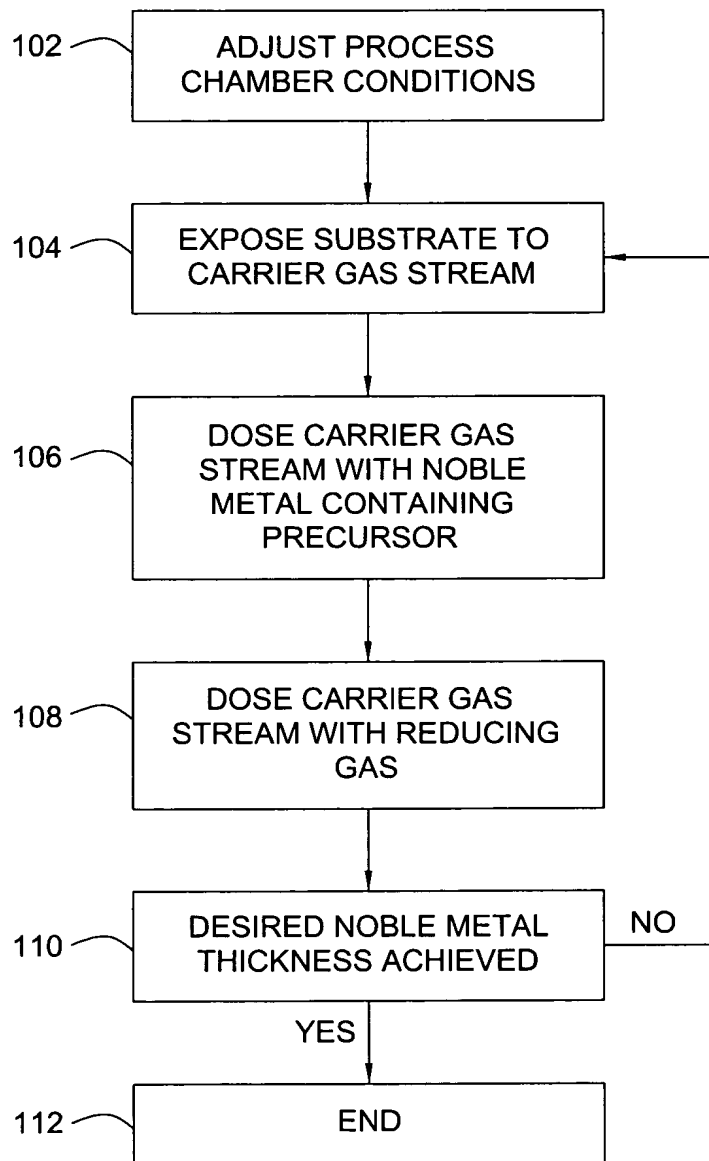 102
ADJUST PROCESS
CHAMBER CONDITIONS
104
EXPOSE SUBSTRATE TO
CARRIER GAS STREAM
106
DOSE CARRIER GAS
STREAM WITH NOBLE
METAL CONTAINING
PRECURSOR
108
DOSE CARRIER GAS
STREAM WITH REDUCING
GAS
110
DESIRED NOBLE METAL
THICKNESS ACHIEVED
NO
YES
112
END